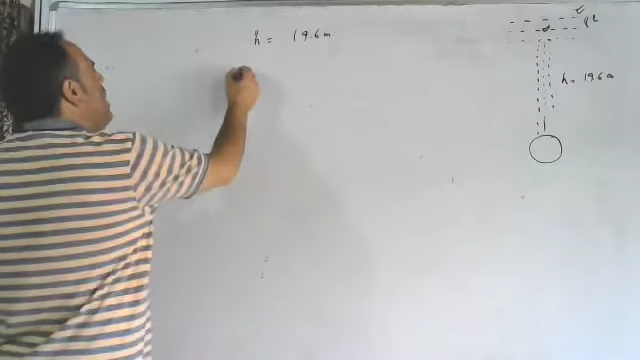 h = 19.6 m
h = 19.6 m